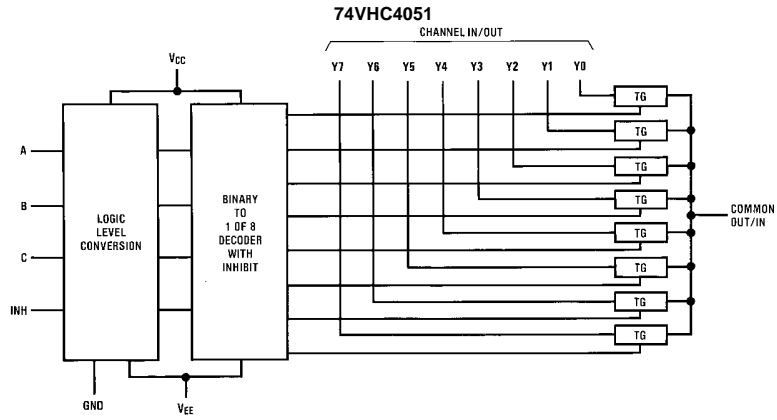 74VHC4051
CHANNEL IN/OUT
VCC
Y7 Y6 Y5 Y4 Y3 Y2 Y1 Y0
TG
TG
TG
TG
TG
TG
TG
TG
A
B
C
INH
LOGIC
LEVEL
CONVERSION
BINARY
TO
1 OF 8
DECODER
WITH
INHIBIT
COMMON
OUT/IN
GND
VEE